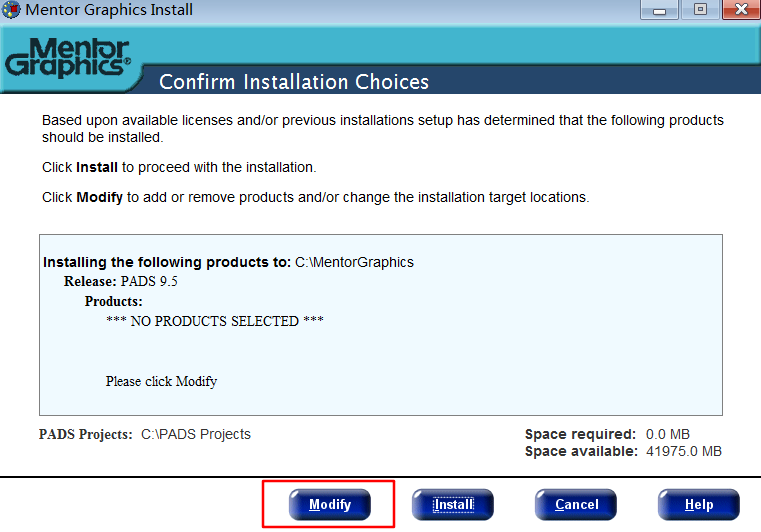 Mentor Graphics Install
Mentor
Graphics®
Confirm Installation Choices
Based upon available licenses and/or previous installations setup has determined that the following products
should be installed.
Click Install to proceed with the installation.
Click Modify to add or remove products and/or change the installation target locations.
Installing the following products to: C:\MentorGraphics
Release: PADS 9.5
Products:
*** NO PRODUCTS SELECTED ***
Please click Modify
PADS Projects: C:\PADS Projects
Space required: 0.0 MB
Space available: 41975.0 MB
Modify
Install
Cancel
Help